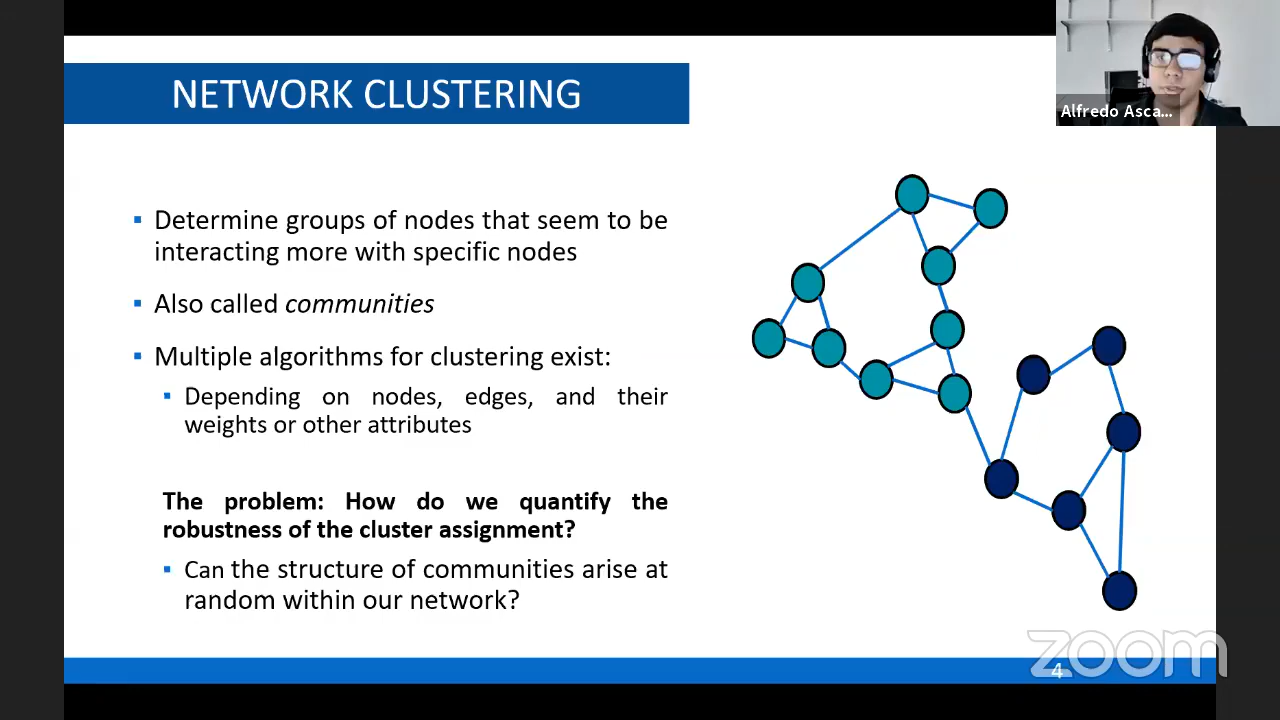 NETWORK CLUSTERING
Alfredo Asca...
▪ Determine groups of nodes that seem to be
interacting more with specific nodes
▪ Also called communities
▪ Multiple algorithms for clustering exist:
▪ Depending on nodes, edges, and their
weights or other attributes
The problem: How do we quantify the
robustness of the cluster assignment?
▪ Can the structure of communities arise at
random within our network?
zoom
4